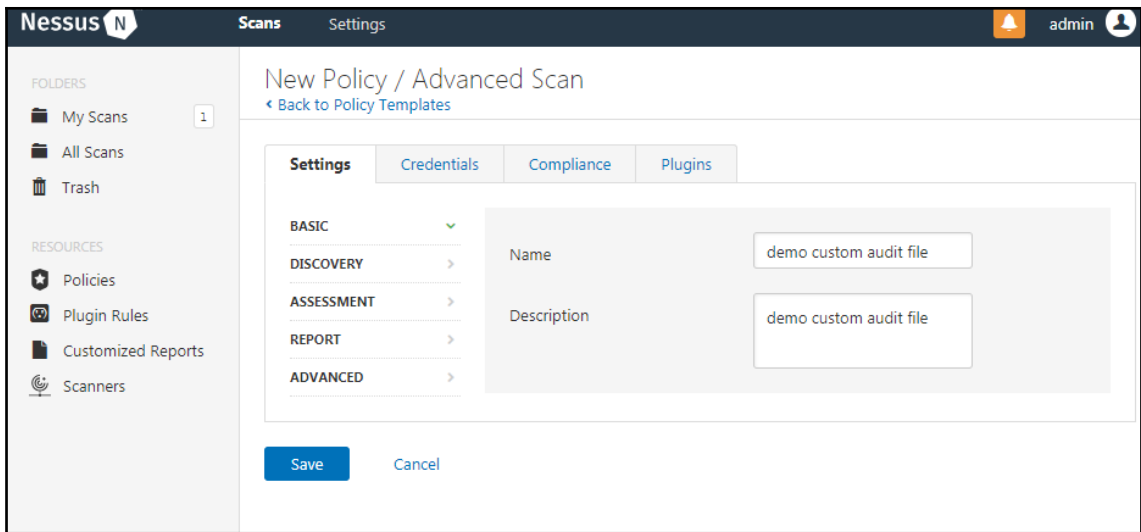 Nessus N
Scans Settings
admin
FOLDERS
My Scans 1
All Scans
Trash
RESOURCES
Policies
Plugin Rules
Customized Reports
Scanners
New Policy / Advanced Scan
Back to Policy Templates
Settings Credentials Compliance Plugins
BASIC
DISCOVERY
ASSESSMENT
REPORT
ADVANCED
Name demo custom audit file
Description demo custom audit file
Save Cancel